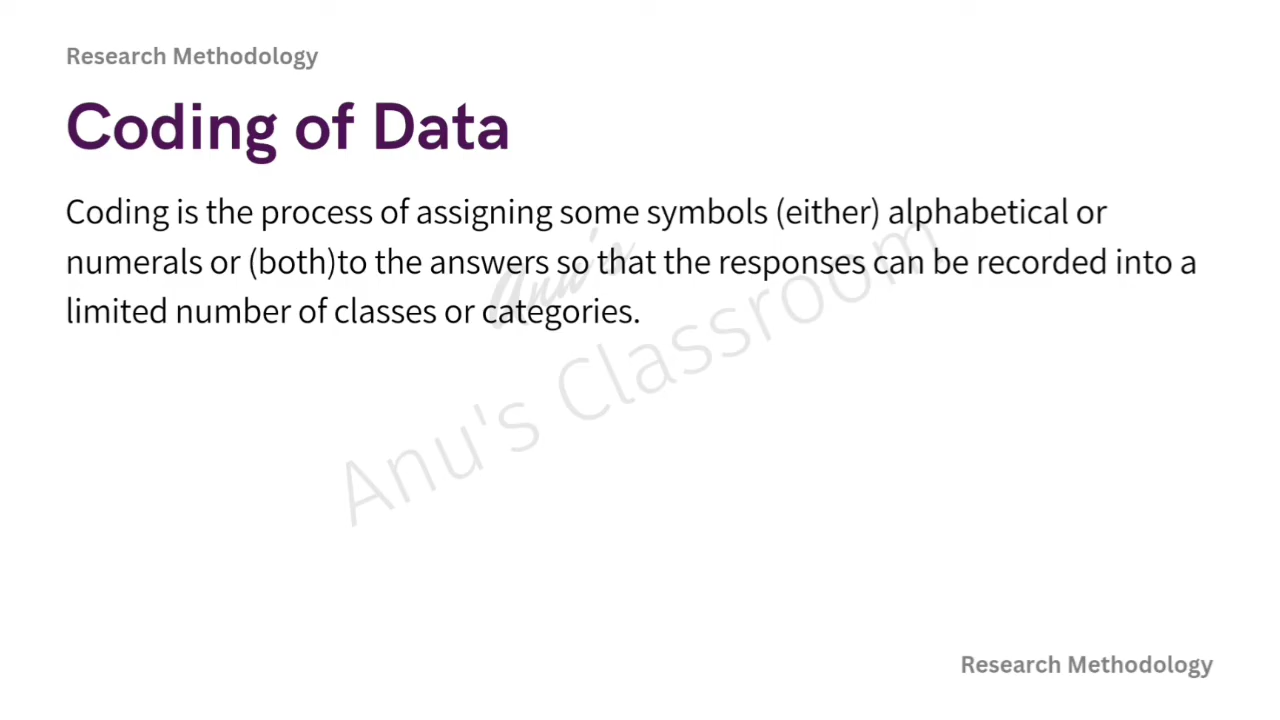 Research Methodology
Coding of Data
Coding is the process of assigning some symbols (either) alphabetical or
numerals or (both)to the answers so that the responses can be recorded into a
limited number of classes or categories.
Anu's
Anu's Classroom
Research Methodology